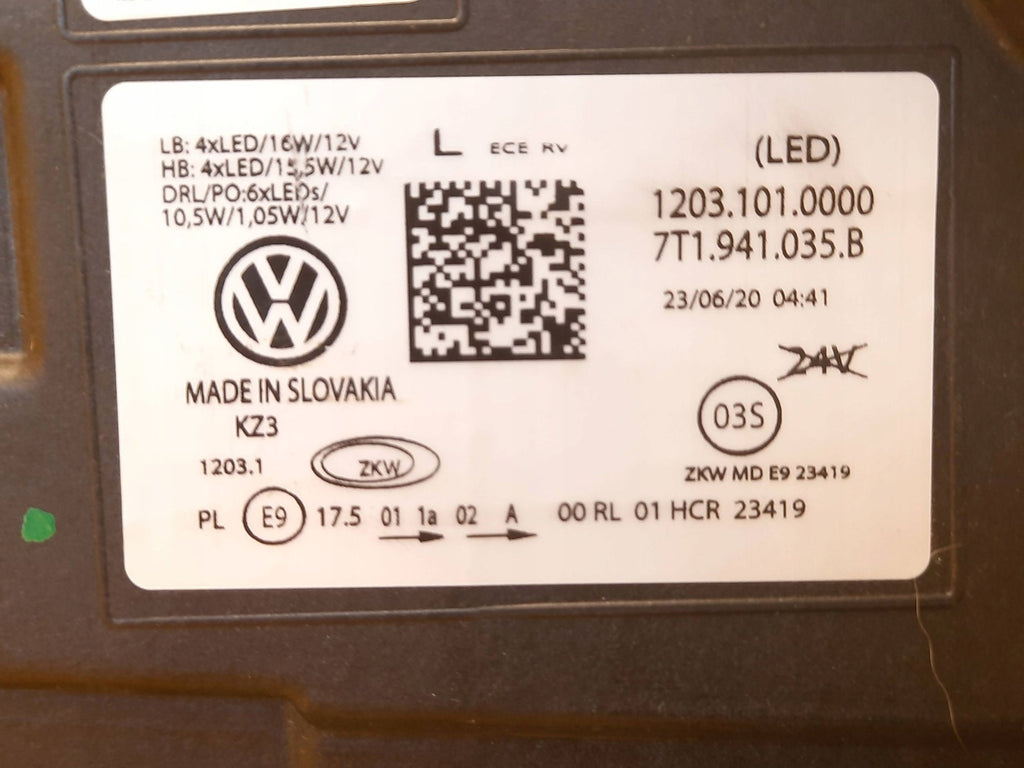 LB: 4xLED/16W/12V
HB: 4xLED/15,5W/12V
DRL/PO:6xLEDs/
10,5W/1,05W/12V
L ECE RV
(LED)
1203.101.0000
7T1.941.035.B
23/06/20 04:41
24V
MADE IN SLOVAKIA
KZ3
03S
1203.1 ZKW
ZKW MD E9 23419
PL E9 17.5 01 1a 02 A 00 RL 01 HCR 23419